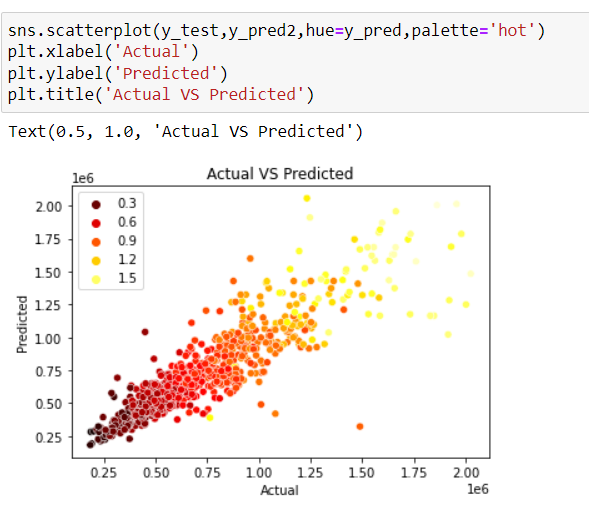 sns.scatterplot(y_test,y_pred2,hue=y_pred,palette='hot')
plt.xlabel('Actual')
plt.ylabel('Predicted')
plt.title('Actual VS Predicted')
Text(0.5, 1.0, 'Actual VS Predicted')
Actual VS Predicted
1e6
0.3
0.6
0.9
1.2
1.5
2.00
1.75
1.50
1.25
1.00
0.75
0.50
0.25
Predicted
0.25 0.50 0.75 1.00 1.25 1.50 1.75 2.00
Actual
1e6